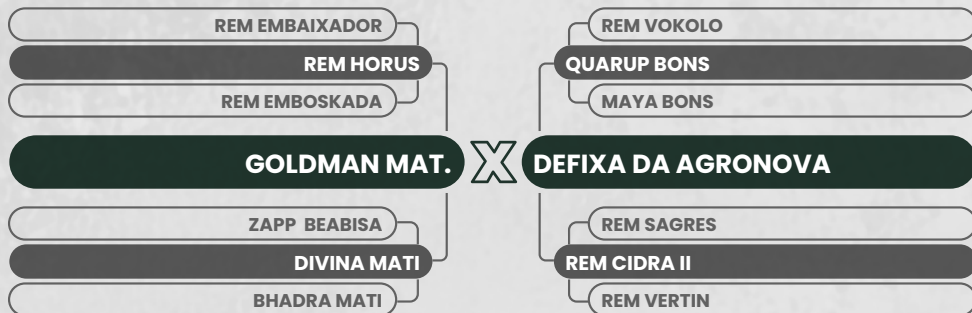 REM EMBAIXADOR
REM HORUS
REM EMBOSKADA
GOLDMAN MAT.
ZAPP BEABISA
DIVINA MATI
BHADRA MATI
X
REM VOKOLO
QUARUP BONS
MAYA BONS
DEFIXA DA AGRONOVA
REM SAGRES
REM CIDRA II
REM VERTIN